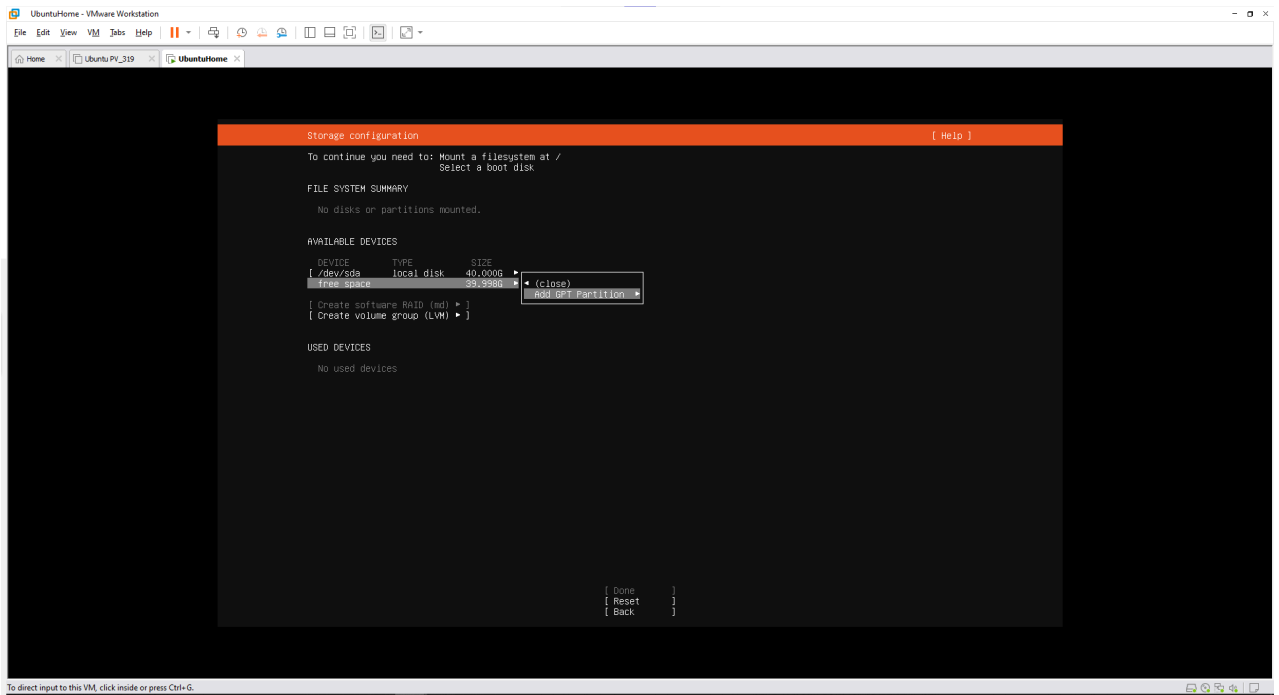 UbuntuHome - VMware Workstation
File Edit View VM Tabs Help
Home Ubuntu PV_319 UbuntuHome
Storage configuration [ Help ]
To continue you need to: Mount a filesystem at /
Select a boot disk
FILE SYSTEM SUMMARY
No disks or partitions mounted.
AVAILABLE DEVICES
DEVICE TYPE SIZE
[ /dev/sda local disk 40.000G ▸
free space 39.998G ▸ ◂ (close)
Add GPT Partition ▸
[ Create software RAID (md) ▸ ]
[ Create volume group (LVM) ▸ ]
USED DEVICES
No used devices
[ Done ]
[ Reset ]
[ Back ]
To direct input to this VM, click inside or press Ctrl+G.